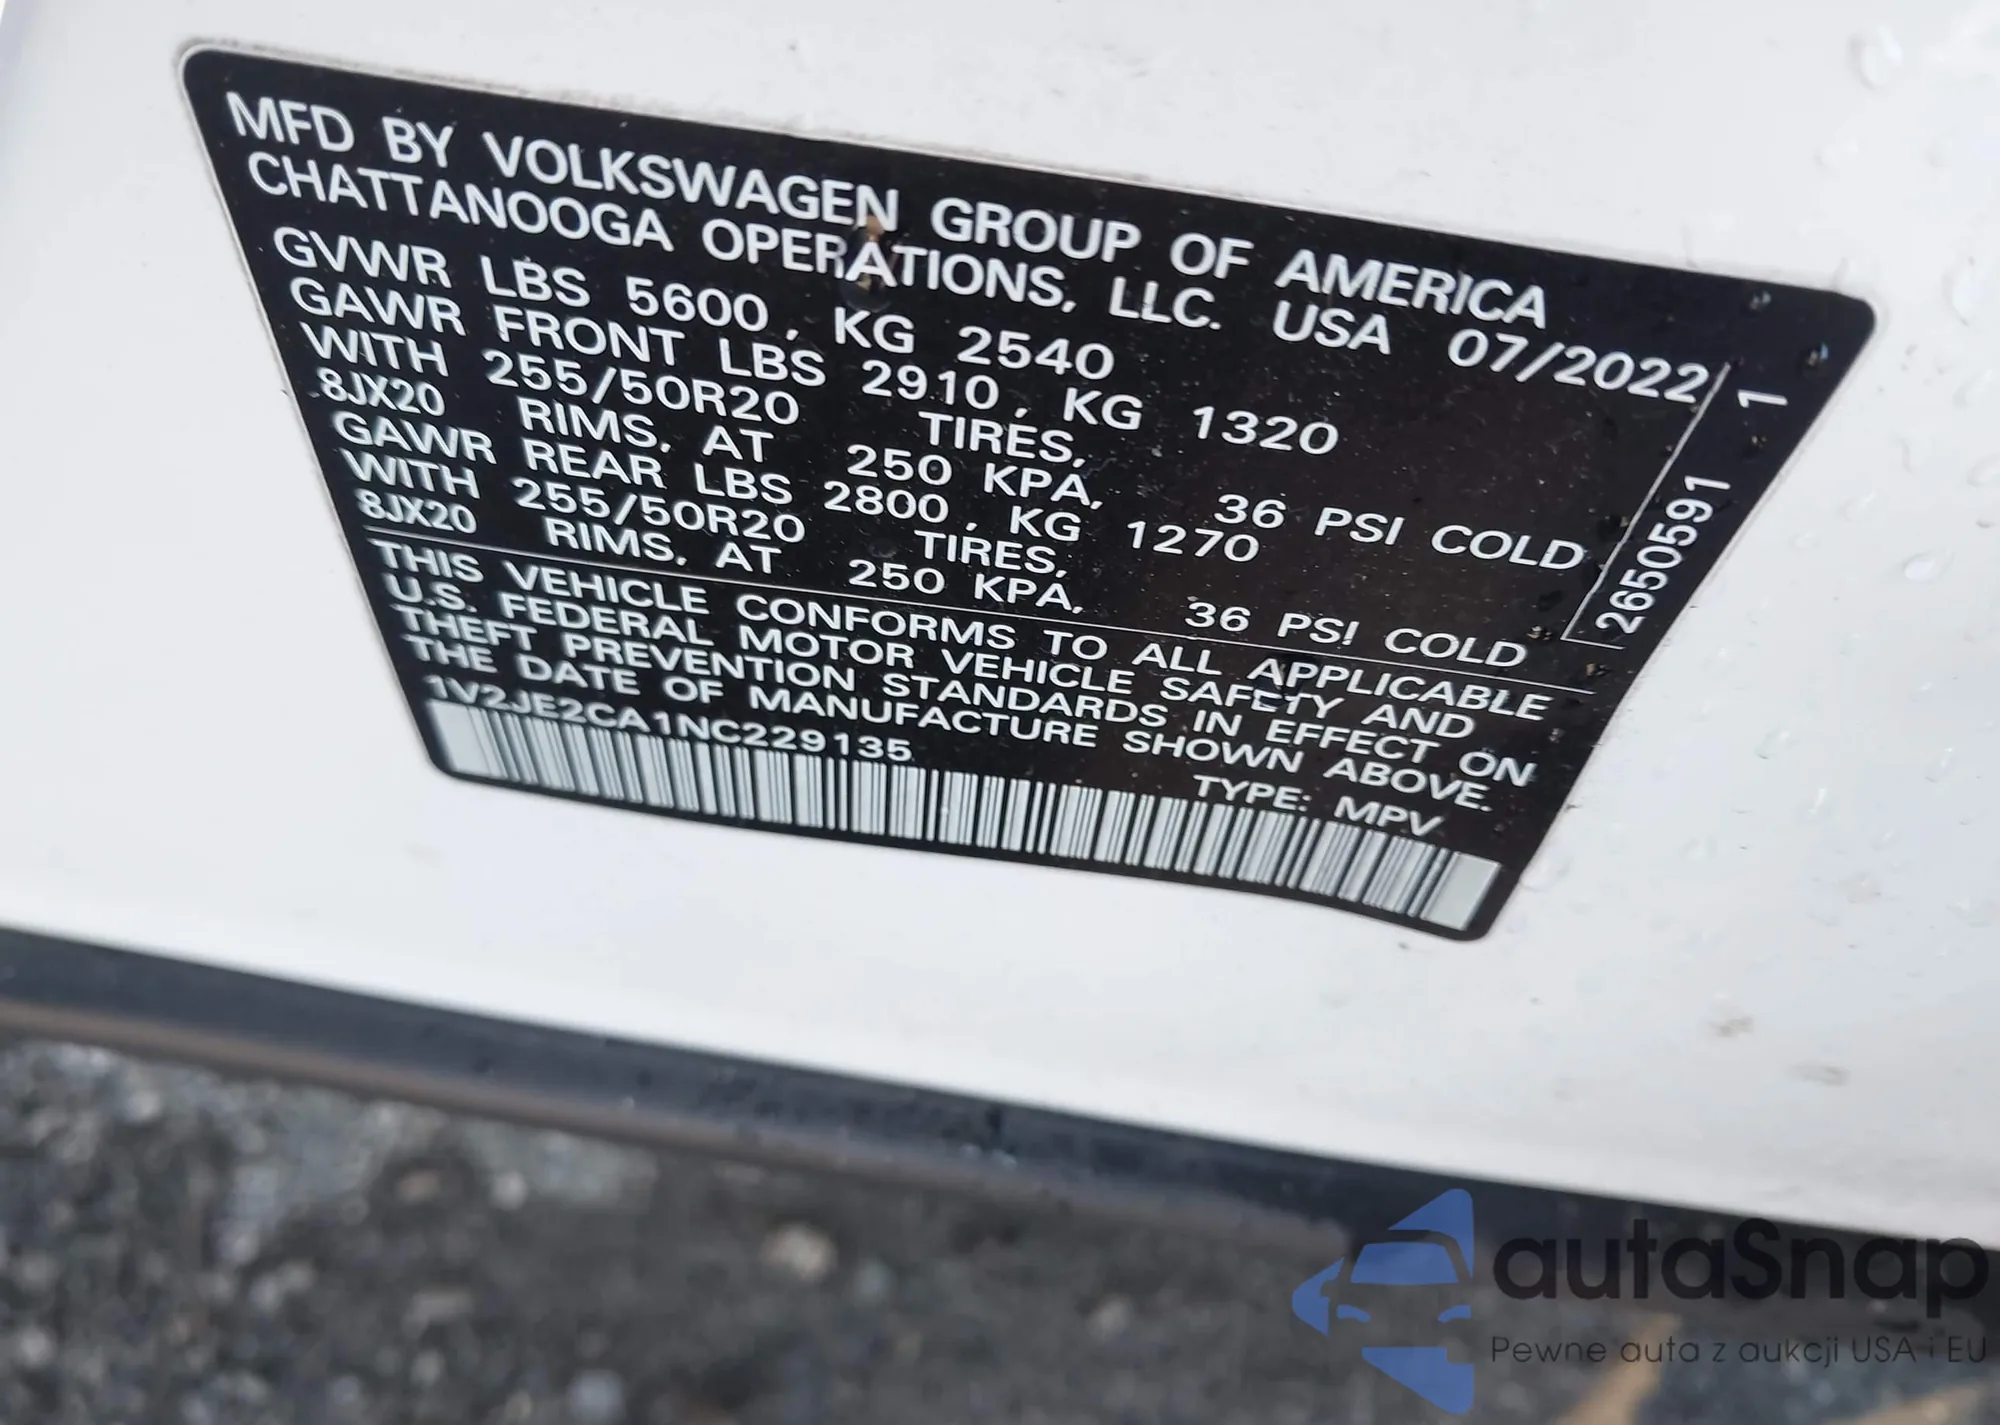 MFD BY VOLKSWAGEN GROUP OF AMERICA
CHATTANOOGA OPERATIONS, LLC. USA 07/2022
GVWR LBS 5600, KG 2540
GAWR FRONT LBS 2910, KG 1320
WITH 255/50R20 TIRES,
8JX20 RIMS, AT 250 KPA, 36 PSI COLD
GAWR REAR LBS 2800, KG 1270
WITH 255/50R20 TIRES,
8JX20 RIMS, AT 250 KPA, 36 PSI COLD
THIS VEHICLE CONFORMS TO ALL APPLICABLE
U.S. FEDERAL MOTOR VEHICLE SAFETY AND
THEFT PREVENTION STANDARDS IN EFFECT ON
THE DATE OF MANUFACTURE SHOWN ABOVE.
1V2JE2CA1NC229135
TYPE: MPV
2650591 1
autaSnap
Pewne auta z aukcji USA i EU